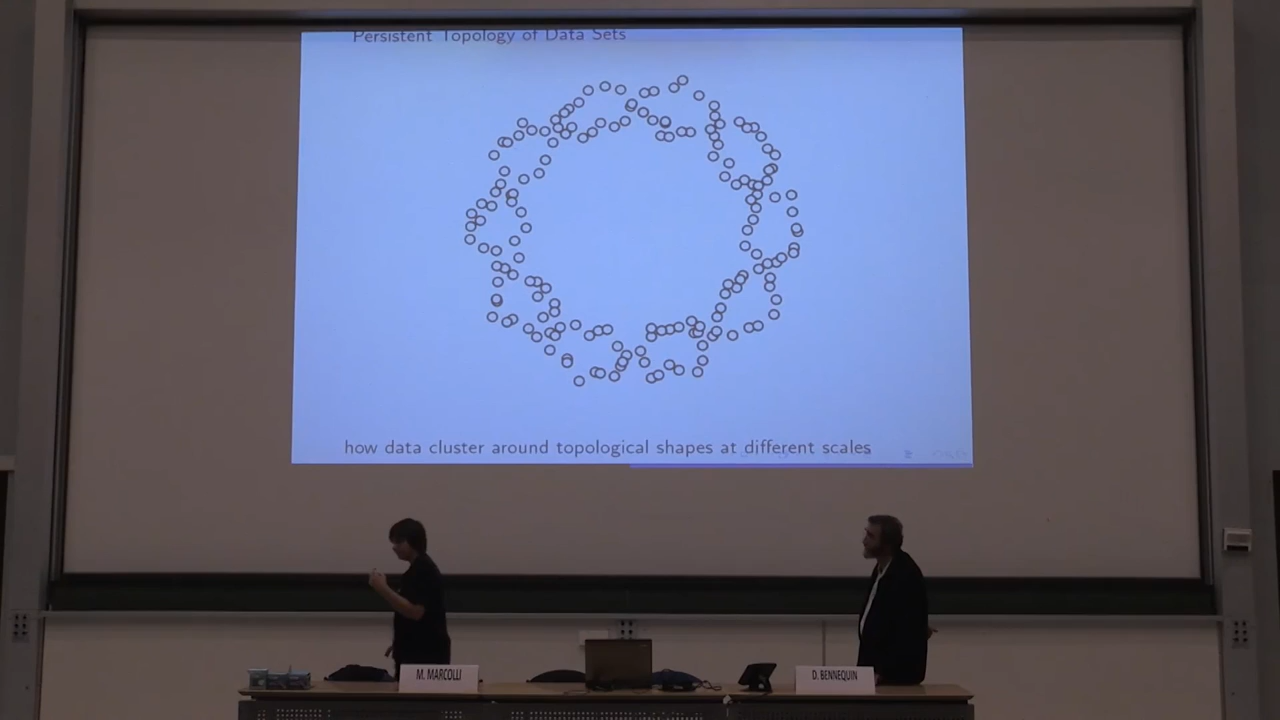 Persistent Topology of Data Sets
how data cluster around topological shapes at different scales
M. MARCOLLI
D. BENNEQUIN